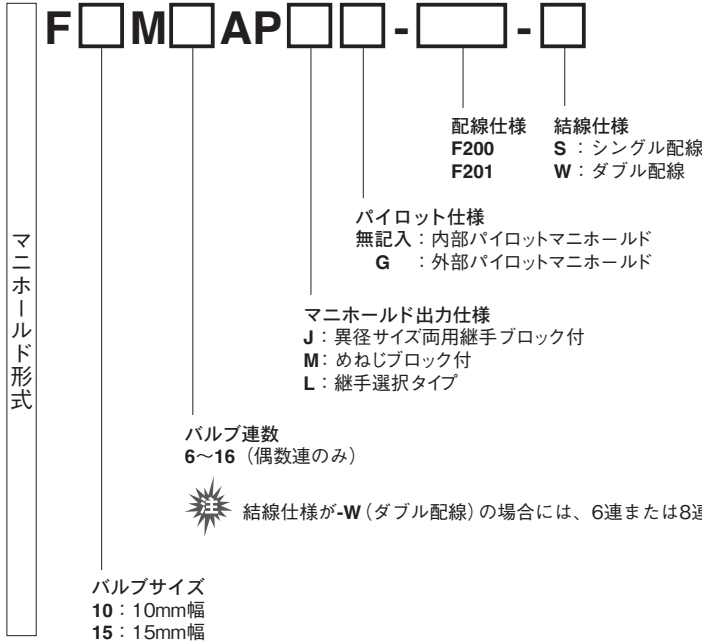 F□M□AP□□-□-□
配線仕様
F200
F201
結線仕様
S：シングル配線
W：ダブル配線
パイロット仕様
無記入：内部パイロットマニホールド
G：外部パイロットマニホールド
マニホールド出力仕様
J：異径サイズ両用継手ブロック付
M：めねじブロック付
L：継手選択タイプ
バルブ連数
6〜16（偶数連のみ）
注 結線仕様が-W（ダブル配線）の場合には、6連または8連
バルブサイズ
10：10mm幅
15：15mm幅
マニホールド形式